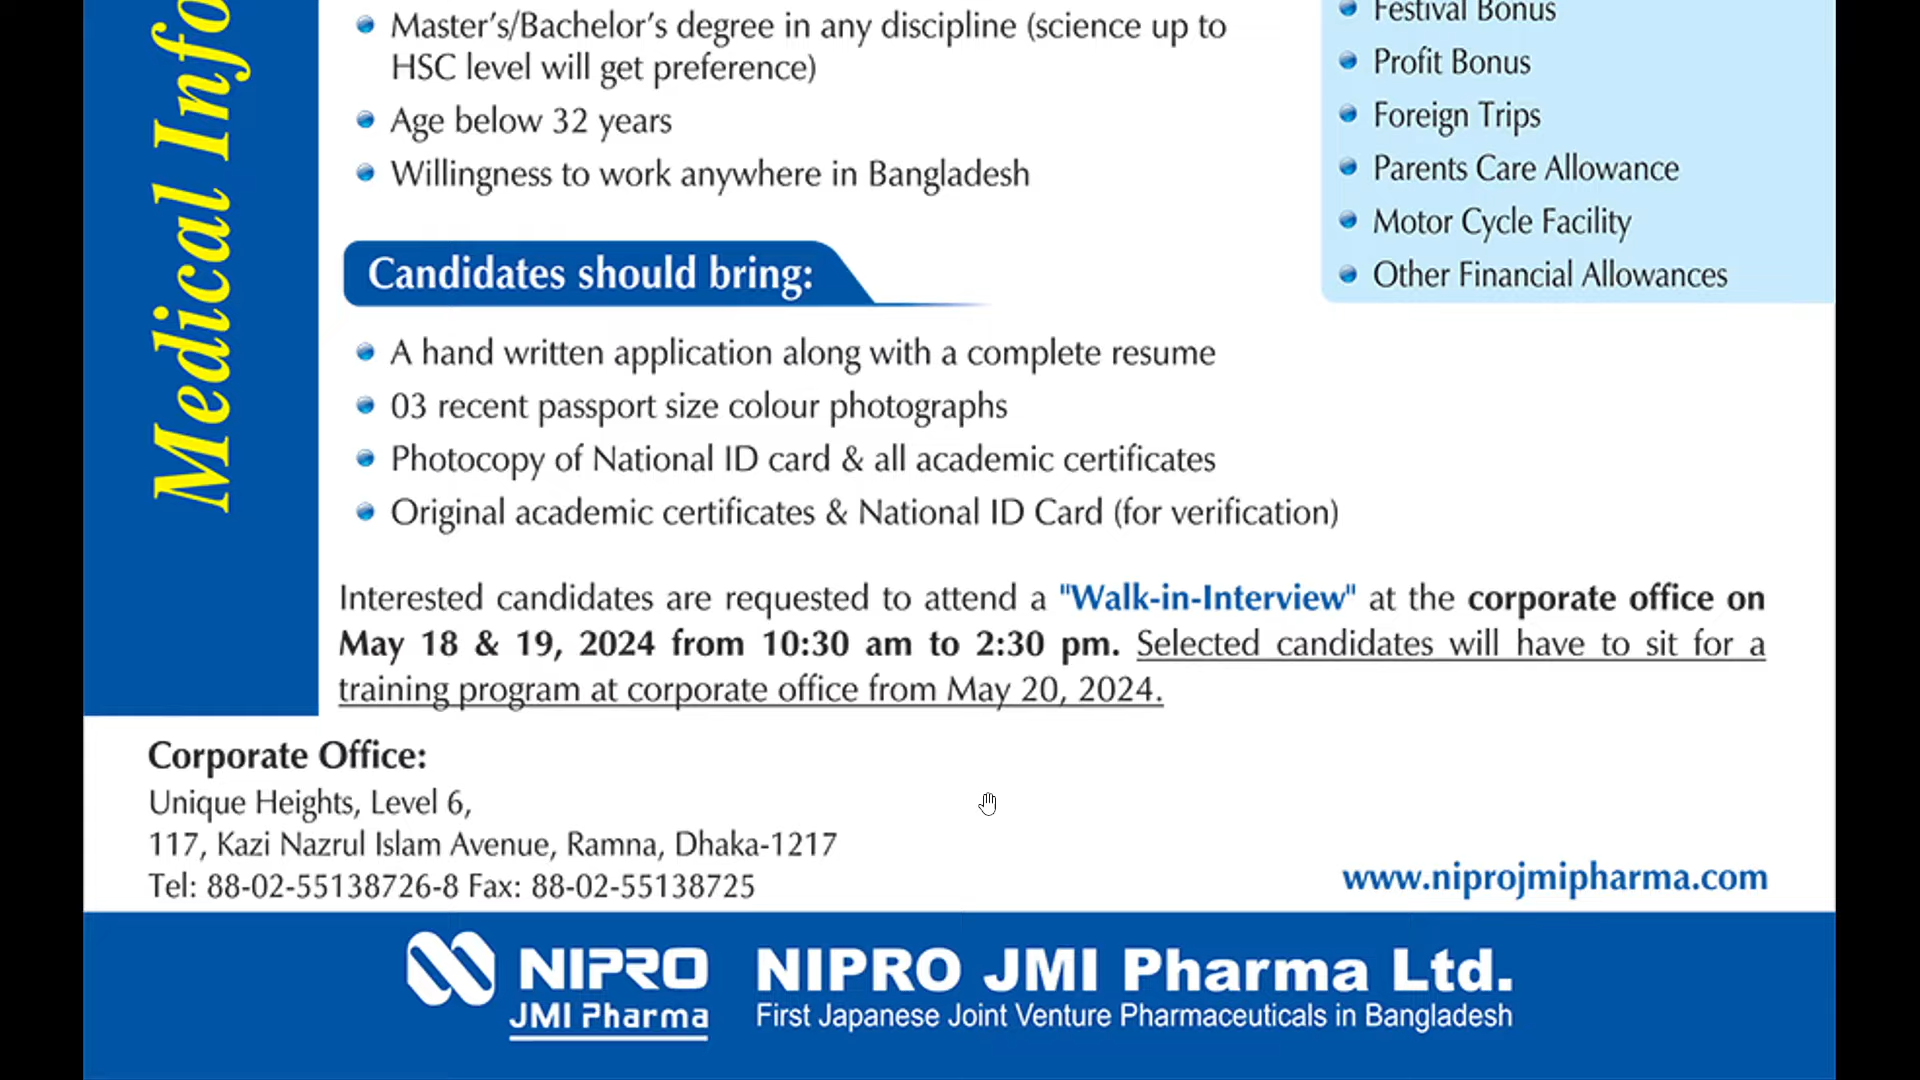 Medical Info
Master's/Bachelor's degree in any discipline (science up to
HSC level will get preference)
Age below 32 years
Willingness to work anywhere in Bangladesh
Festival Bonus
Profit Bonus
Foreign Trips
Parents Care Allowance
Motor Cycle Facility
Other Financial Allowances
Candidates should bring:
A hand written application along with a complete resume
03 recent passport size colour photographs
Photocopy of National ID card & all academic certificates
Original academic certificates & National ID Card (for verification)
Interested candidates are requested to attend a "Walk-in-Interview" at the corporate office on
May 18 & 19, 2024 from 10:30 am to 2:30 pm. Selected candidates will have to sit for a
training program at corporate office from May 20, 2024.
Corporate Office:
Unique Heights, Level 6,
117, Kazi Nazrul Islam Avenue, Ramna, Dhaka-1217
Tel: 88-02-55138726-8 Fax: 88-02-55138725
www.niprojmipharma.com
NIPRO
JMI Pharma
NIPRO JMI Pharma Ltd.
First Japanese Joint Venture Pharmaceuticals in Bangladesh